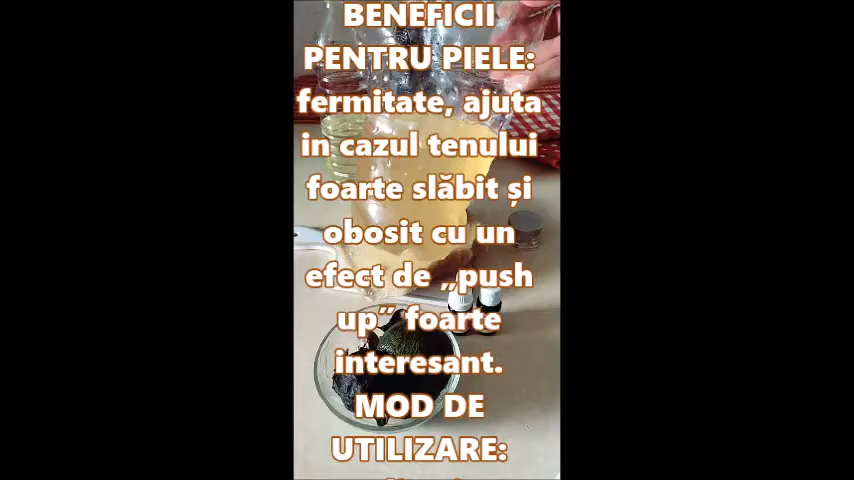 BENEFICII
PENTRU PIELE:
fermitate, ajuta
in cazul tenului
foarte slăbit și
obosit cu un
efect de „push
up” foarte
interesant.
MOD DE
UTILIZARE: